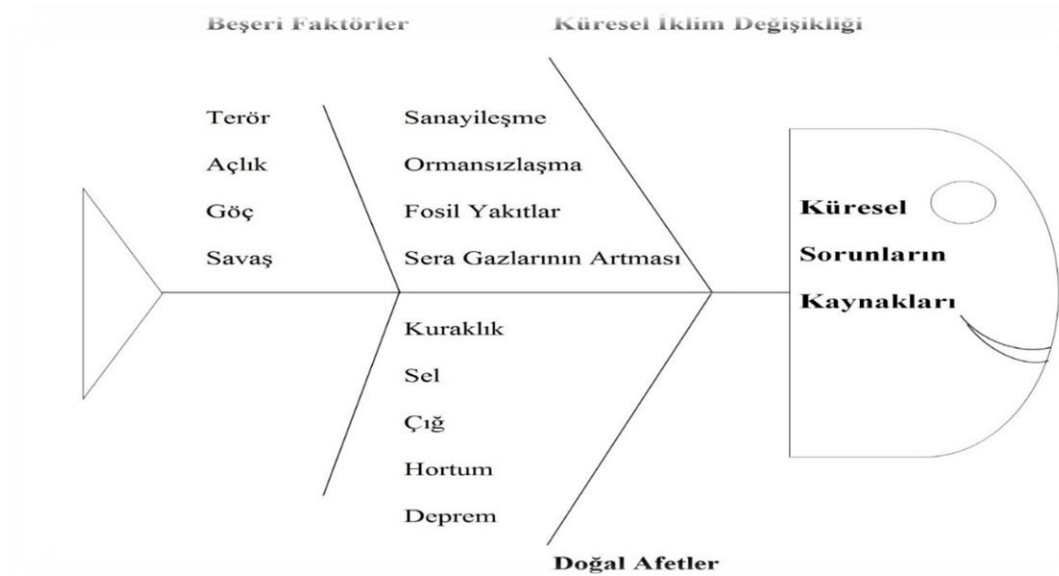 Beşeri Faktörler
Küresel İklim Değişikliği
Terör
Açlık
Göç
Savaş
Sanayileşme
Ormansızlaşma
Fosil Yakıtlar
Sera Gazlarının Artması
Küresel
Sorunların
Kaynakları
Kuraklık
Sel
Çığ
Hortum
Deprem
Doğal Afetler